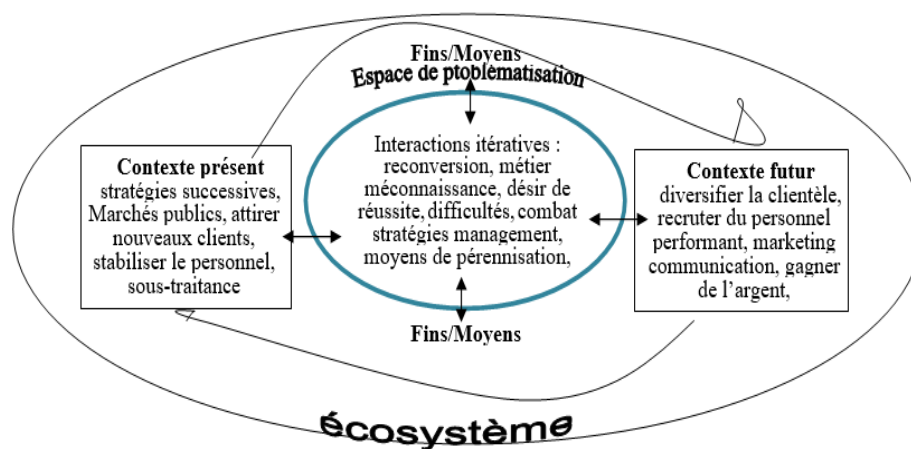 Fins/Moyens
Espace de ptoblématisation
Contexte présent
stratégies successives,
Marchés publics, attirer
nouveaux clients,
stabiliser le personnel,
sous-traitance
Interactions itératives :
reconversion, métier
méconnaissance, désir de
réussite, difficultés, combat
stratégies management,
moyens de pérennisation,
Contexte futur
diversifier la clientèle,
recruter du personnel
performant, marketing
communication, gagner
de l’argent,
Fins/Moyens
écosystème